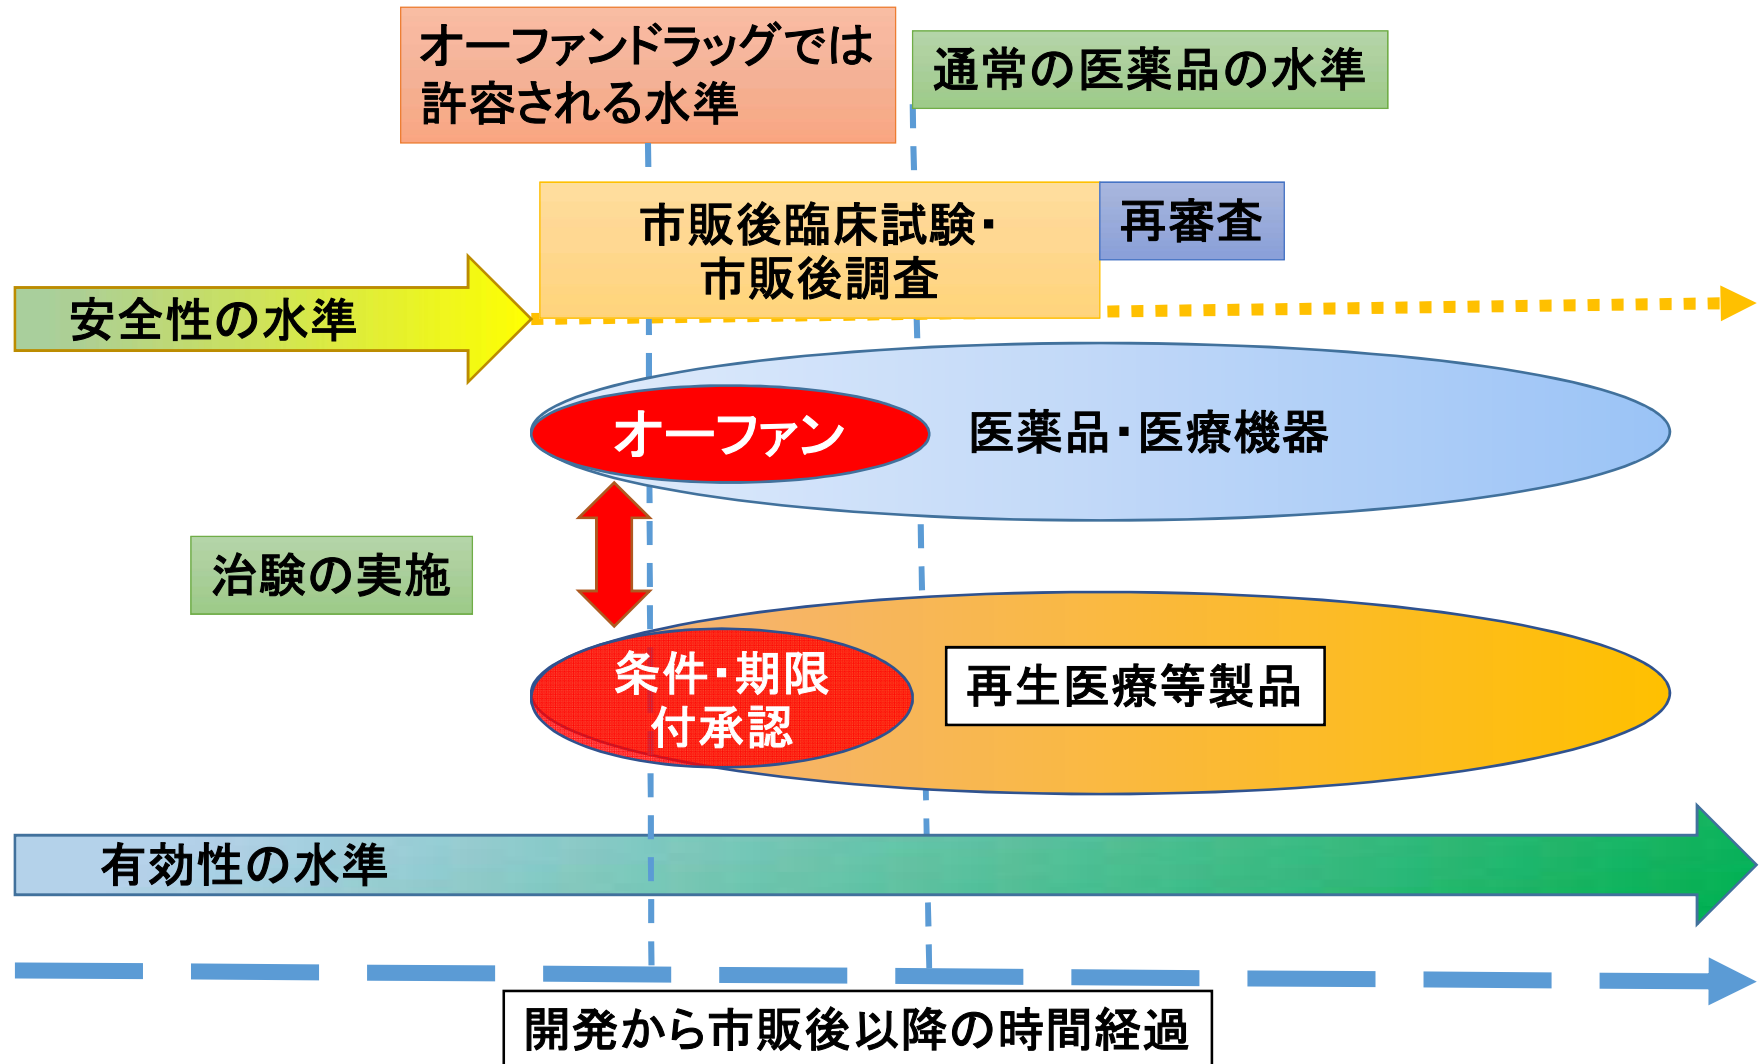 オーファンドラッグでは
許容される水準
通常の医薬品の水準
市販後臨床試験・
市販後調査
再審査
安全性の水準
オーファン
医薬品・医療機器
治験の実施
条件・期限
付承認
再生医療等製品
有効性の水準
開発から市販後以降の時間経過